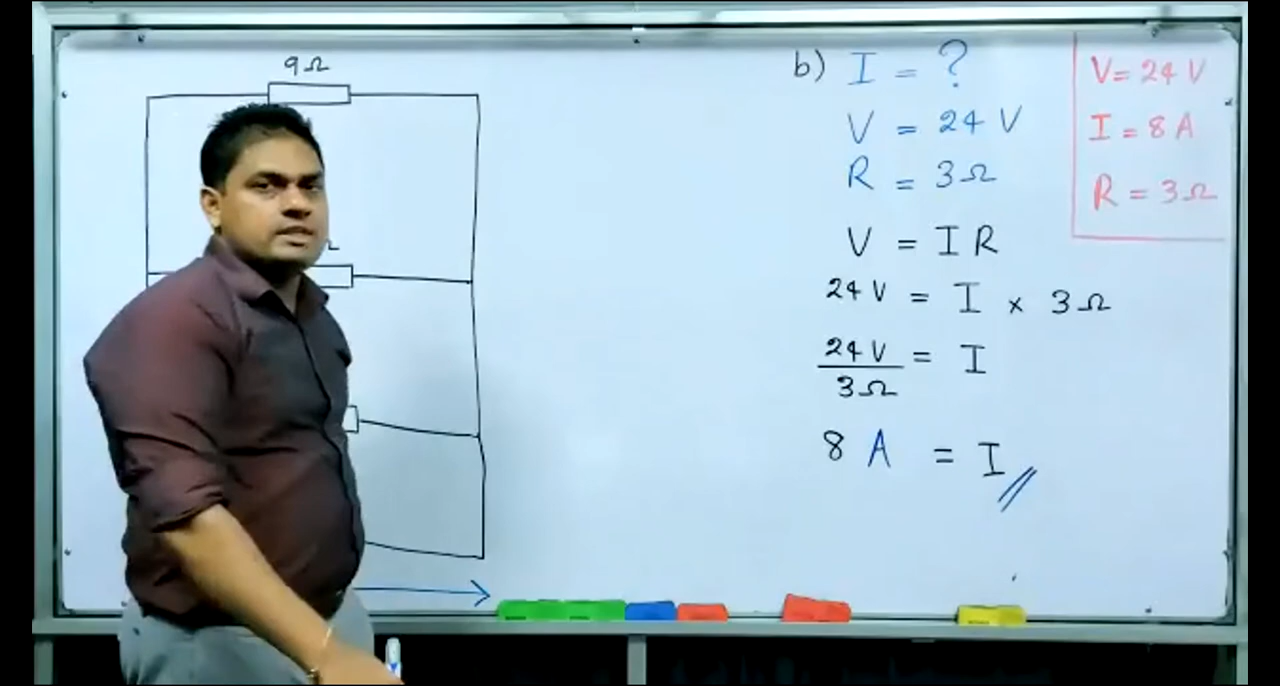 9Ω
b) I = ?
V = 24 V
R = 3Ω
V = I R
24 V = I × 3Ω
24 V
3Ω
= I
8 A = I
V = 24 V
I = 8 A
R = 3Ω